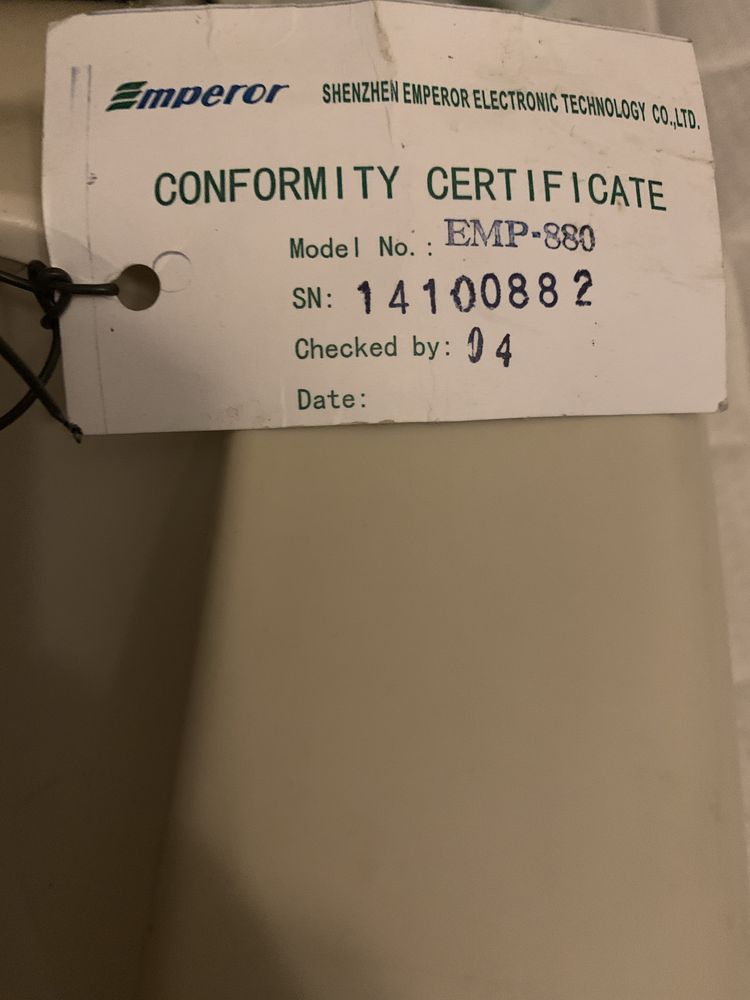 Emperor SHENZHEN EMPEROR ELECTRONIC TECHNOLOGY CO.,LTD.
CONFORMITY CERTIFICATE
Model No.: EMP-880
SN: 14100882
Checked by: 04
Date: